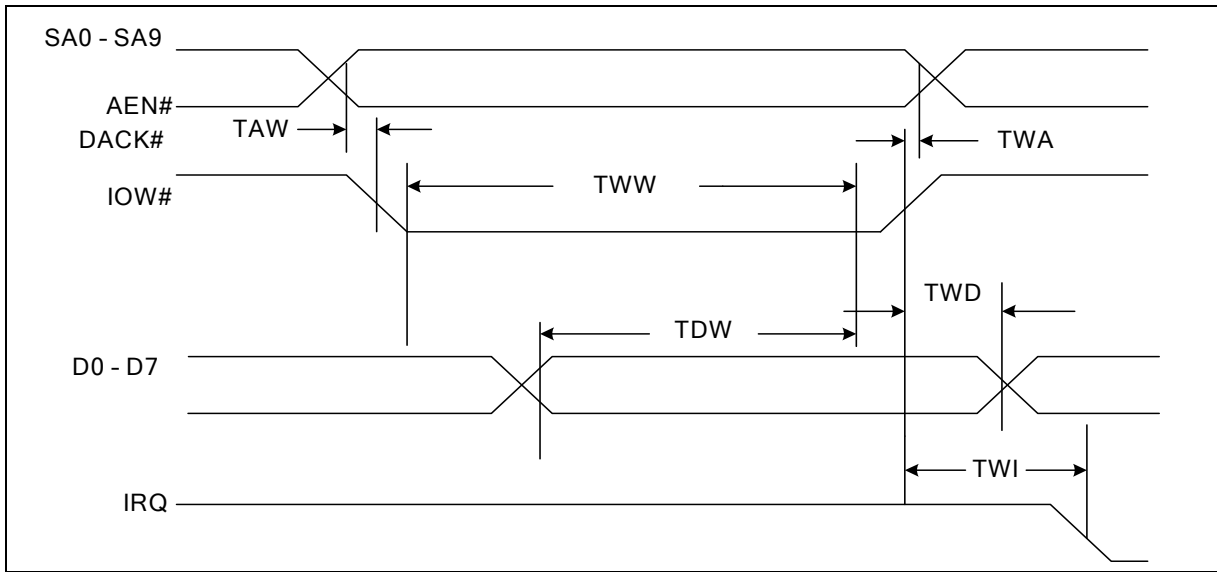 SA0 - SA9
AEN#
TAW
DACK#
TWA
TWW
IOW#
TWD
TDW
D0 - D7
TWI
IRQ